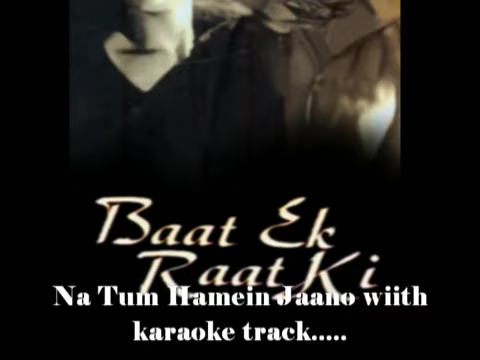 Baat Ek
Raat Ki
Na Tum Hamein Jaano wiith
karaoke track.....